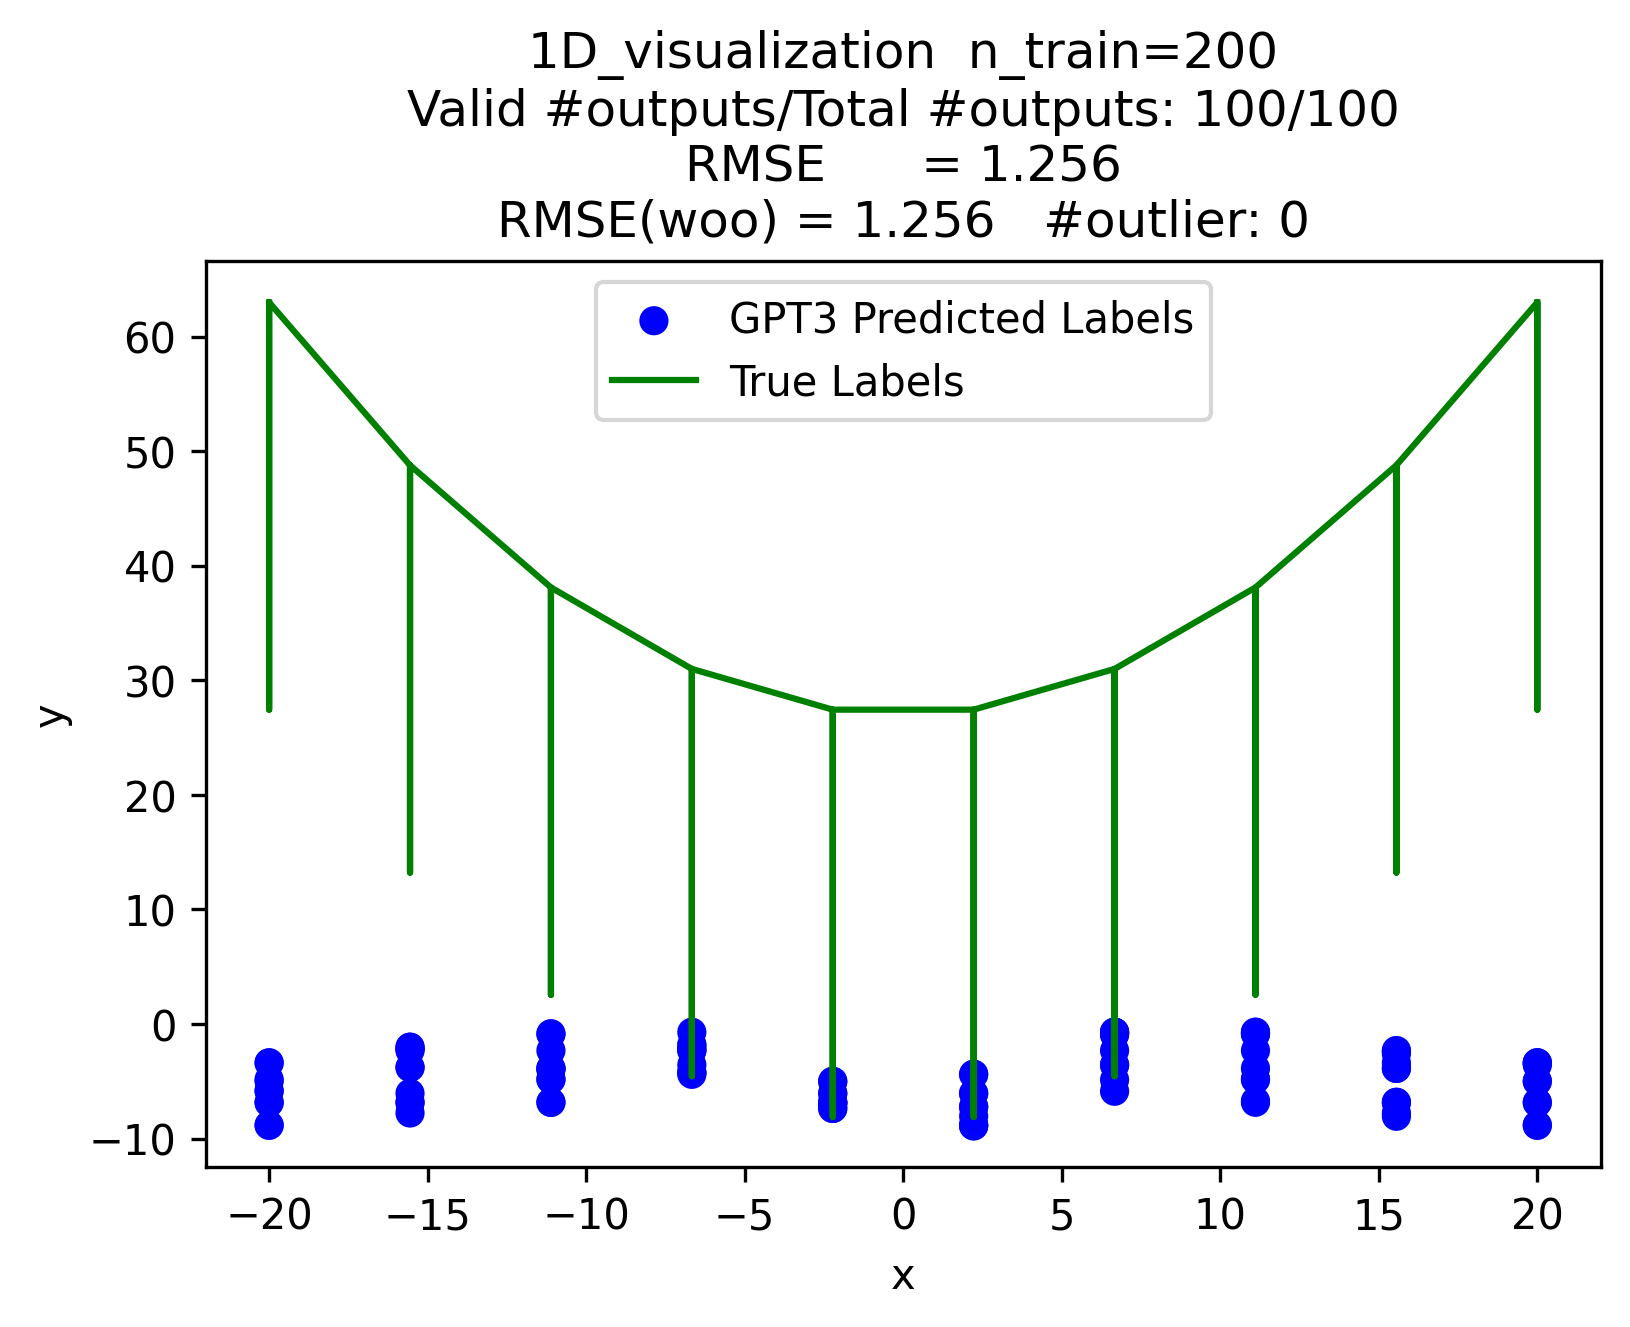 1D_visualization  n_train=200
Valid #outputs/Total #outputs: 100/100
RMSE      = 1.256
RMSE(woo) = 1.256   #outlier: 0
GPT3 Predicted Labels
True Labels
60
50
40
30
20
10
0
−10
y
−20 −15 −10 −5 0 5 10 15 20
x